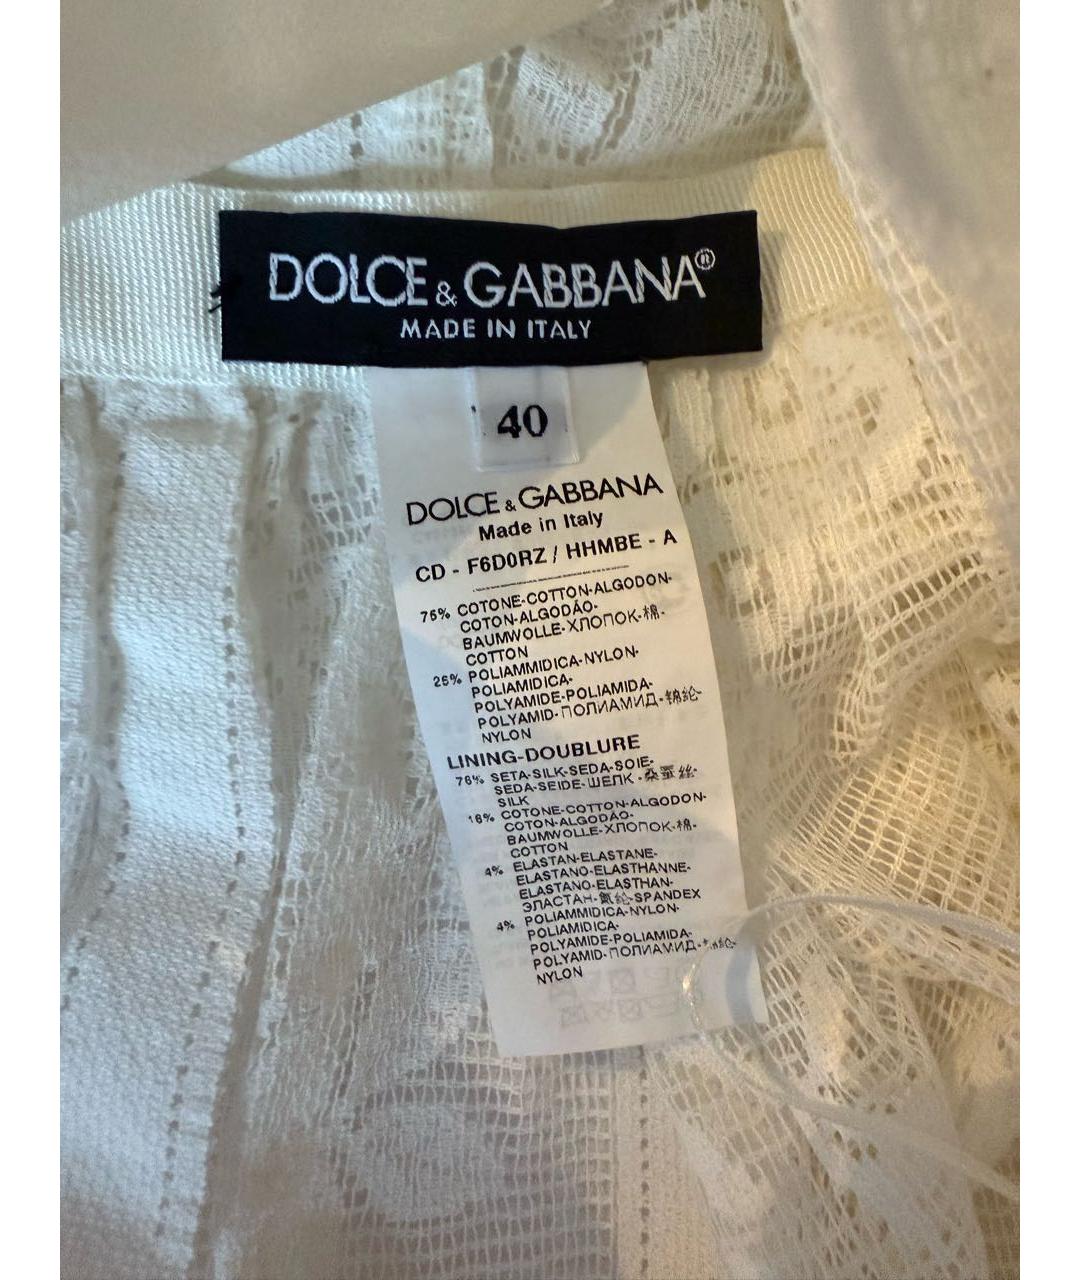 DOLCE & GABBANA®
MADE IN ITALY
40
DOLCE & GABBANA
Made in Italy
CD - F6D0RZ / HHMBE - A
75% COTONE-COTTON-ALGODON-
COTON-ALGODÃO-
BAUMWOLLE-ХЛОПОК-棉-
COTTON
25% POLIAMMIDICA-NYLON-
POLIAMIDICA-
POLYAMIDE-POLIAMIDA-
POLYAMID-ПОЛИАМИД-锦纶-
NYLON
LINING-DOUBLURE
76% SETA-SILK-SEDA-SOIE-
SEDA-SEIDE-ШЕЛК-桑蚕丝-
SILK
16% COTONE-COTTON-ALGODON-
COTON-ALGODÃO-
BAUMWOLLE-ХЛОПОК-棉-
COTTON
4% ELASTAN-ELASTANE-
ELASTANO-ELASTHANNE-
ELASTANO-ELASTHAN-
ЭЛАСТАН-氨纶-SPANDEX
4% POLIAMMIDICA-NYLON-
POLIAMIDICA-
POLYAMIDE-POLIAMIDA-
POLYAMID-ПОЛИАМИД-锦纶-
NYLON